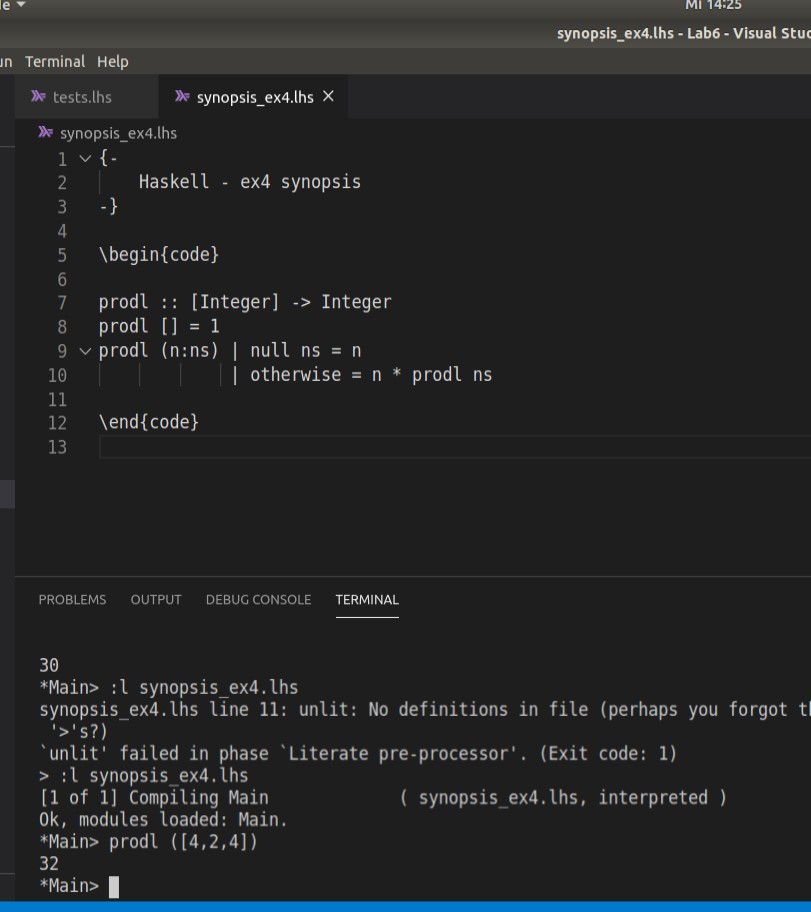 Mi 14:25
synopsis_ex4.lhs - Lab6 - Visual
Terminal Help
tests.lhs synopsis_ex4.lhs
synopsis_ex4.lhs
1 {-
2 Haskell - ex4 synopsis
3 -}
4
5 \begin{code}
6
7 prodl :: [Integer] -> Integer
8 prodl [] = 1
9 prodl (n:ns) | null ns = n
10 | otherwise = n * prodl ns
11
12 \end{code}
13
PROBLEMS OUTPUT DEBUG CONSOLE TERMINAL
30
*Main> :l synopsis_ex4.lhs
synopsis_ex4.lhs line 11: unlit: No definitions in file (perhaps you forgot
'>'s?)
`unlit' failed in phase `Literate pre-processor'. (Exit code: 1)
> :l synopsis_ex4.lhs
[1 of 1] Compiling Main ( synopsis_ex4.lhs, interpreted )
Ok, modules loaded: Main.
*Main> prodl ([4,2,4])
32
*Main>